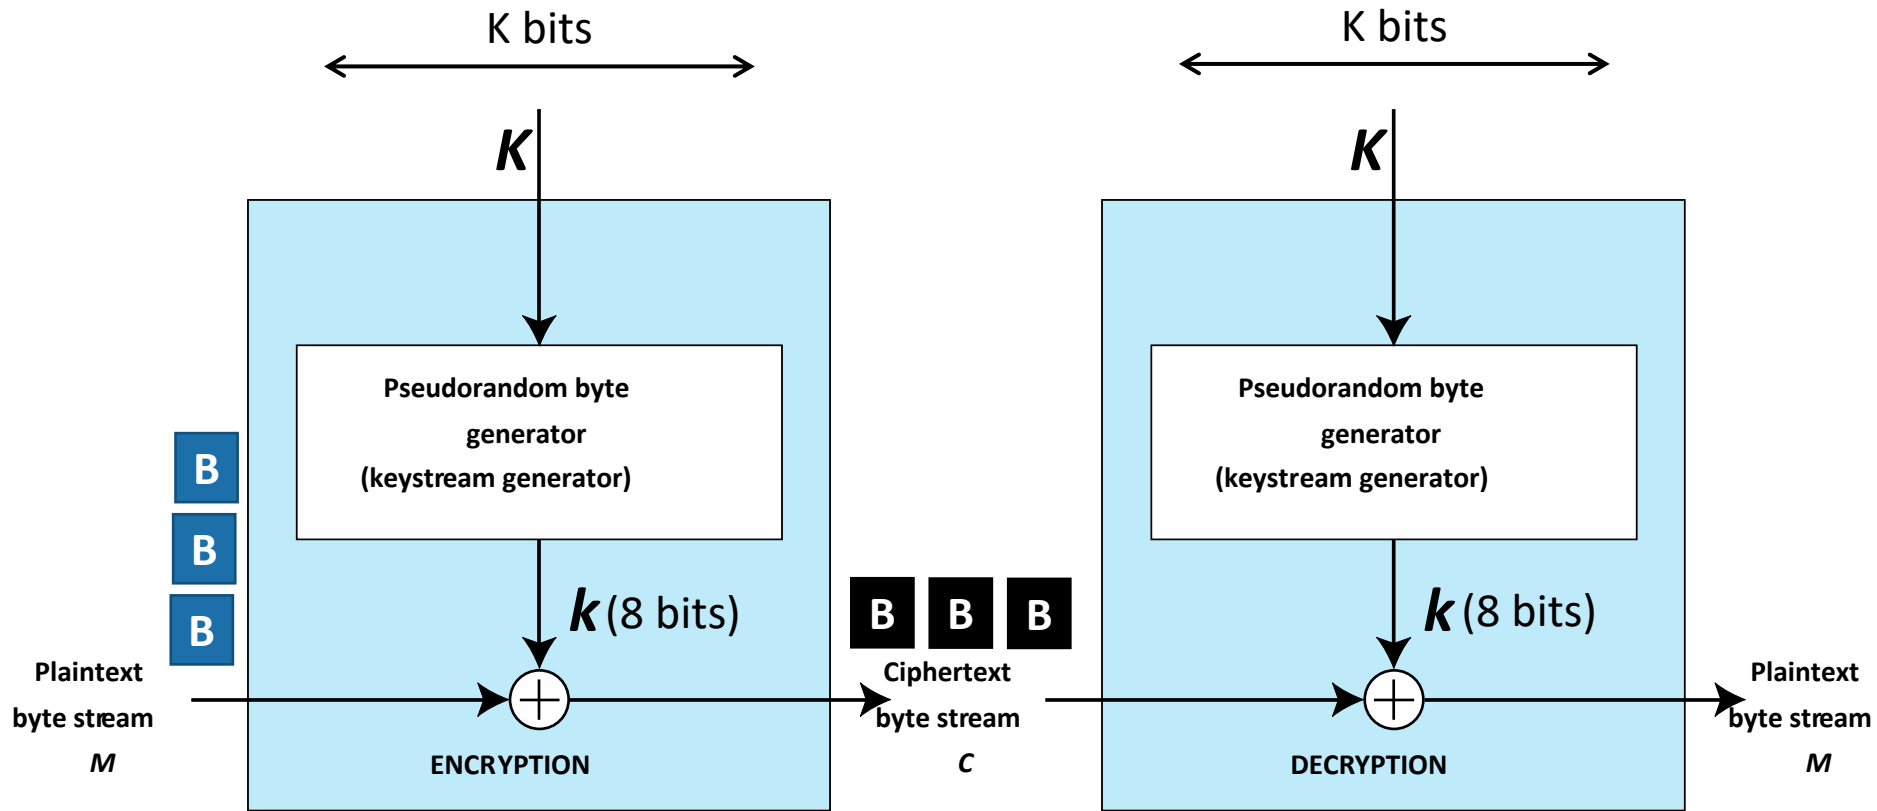 K bits
K
Pseudorandom byte
generator
(keystream generator)
B
B
B
k (8 bits)
Plaintext
byte stream
M
ENCRYPTION
B B B
Ciphertext
byte stream
C
K bits
K
Pseudorandom byte
generator
(keystream generator)
k (8 bits)
DECRYPTION
Plaintext
byte stream
M